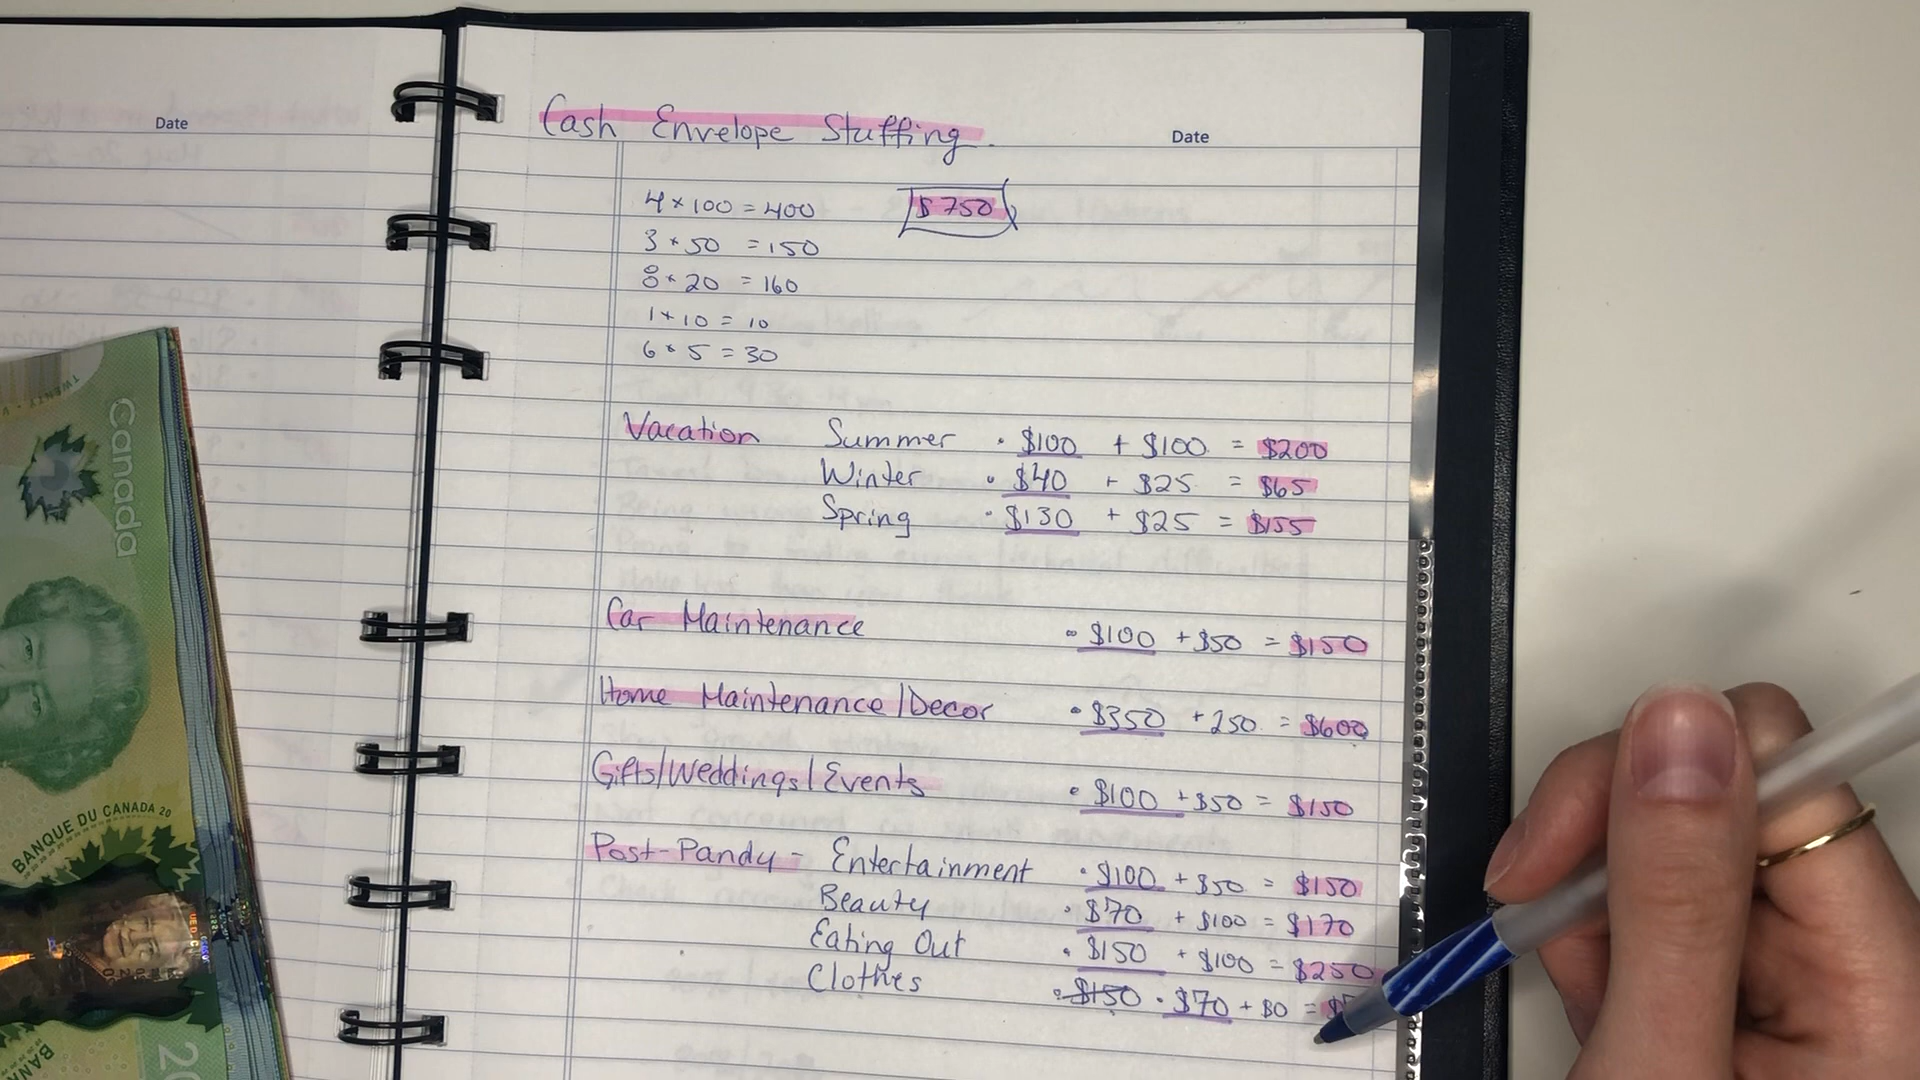 Date
Cash Envelope Stuffing.
Date
4 × 100 = 400 $750
3 × 50 = 150
8 × 20 = 160
1 × 10 = 10
6 × 5 = 30
Vacation Summer • $100 + $100 = $200
Winter • $40 + $25 = $65
Spring • $130 + $25 = $155
Car Maintenance • $100 + $50 = $150
Home Maintenance/Decor • $350 + 250 = $600
Gifts/Weddings/Events • $100 + $50 = $150
Post-Pandy - Entertainment • $100 + $50 = $150
Beauty • $70 + $100 = $170
Eating Out • $150 + $100 = $250
Clothes • $150 • $70 + $0 =
Canada
BANQUE DU CANADA 20
20